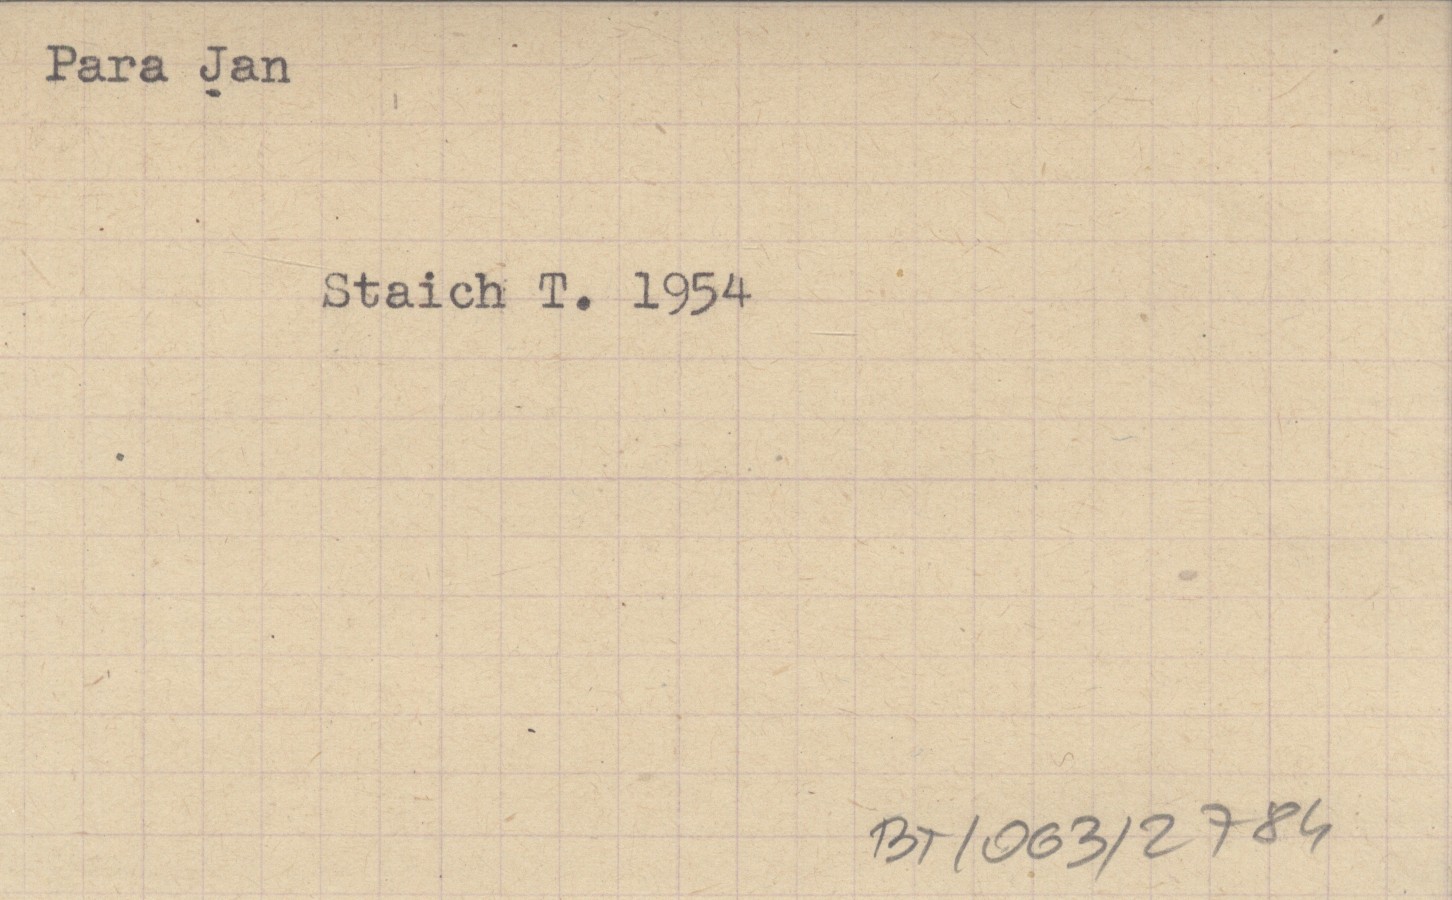 Para Jan
Staich T. 1954
BT/063/2784